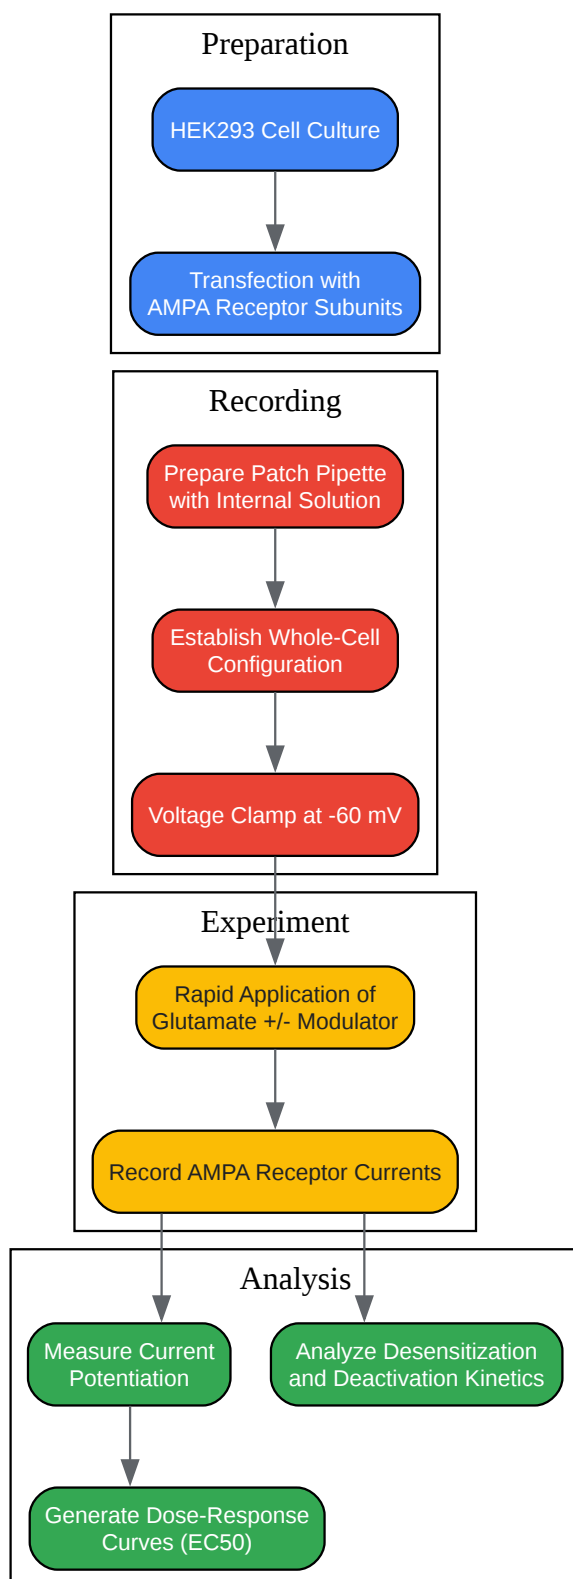 Preparation
HEK293 Cell Culture
Transfection with
AMPA Receptor Subunits
Recording
Prepare Patch Pipette
with Internal Solution
Establish Whole-Cell
Configuration
Voltage Clamp at -60 mV
Experiment
Rapid Application of
Glutamate +/- Modulator
Record AMPA Receptor Currents
Analysis
Measure Current
Potentiation
Analyze Desensitization
and Deactivation Kinetics
Generate Dose-Response
Curves (EC50)